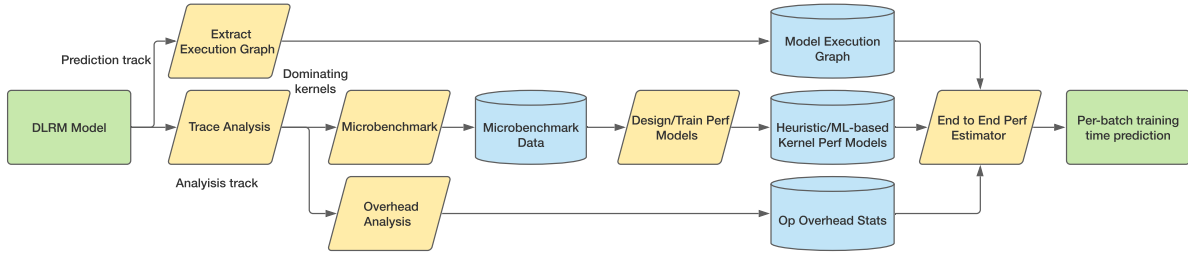 Extract
Execution Graph
Model Execution
Graph
Prediction track
Dominating
kernels
DLRM Model
Trace Analysis
Microbenchmark
Microbenchmark
Data
Design/Train Perf
Models
Heuristic/ML-based
Kernel Perf Models
End to End Perf
Estimator
Per-batch training
time prediction
Analyisis track
Overhead
Analysis
Op Overhead Stats